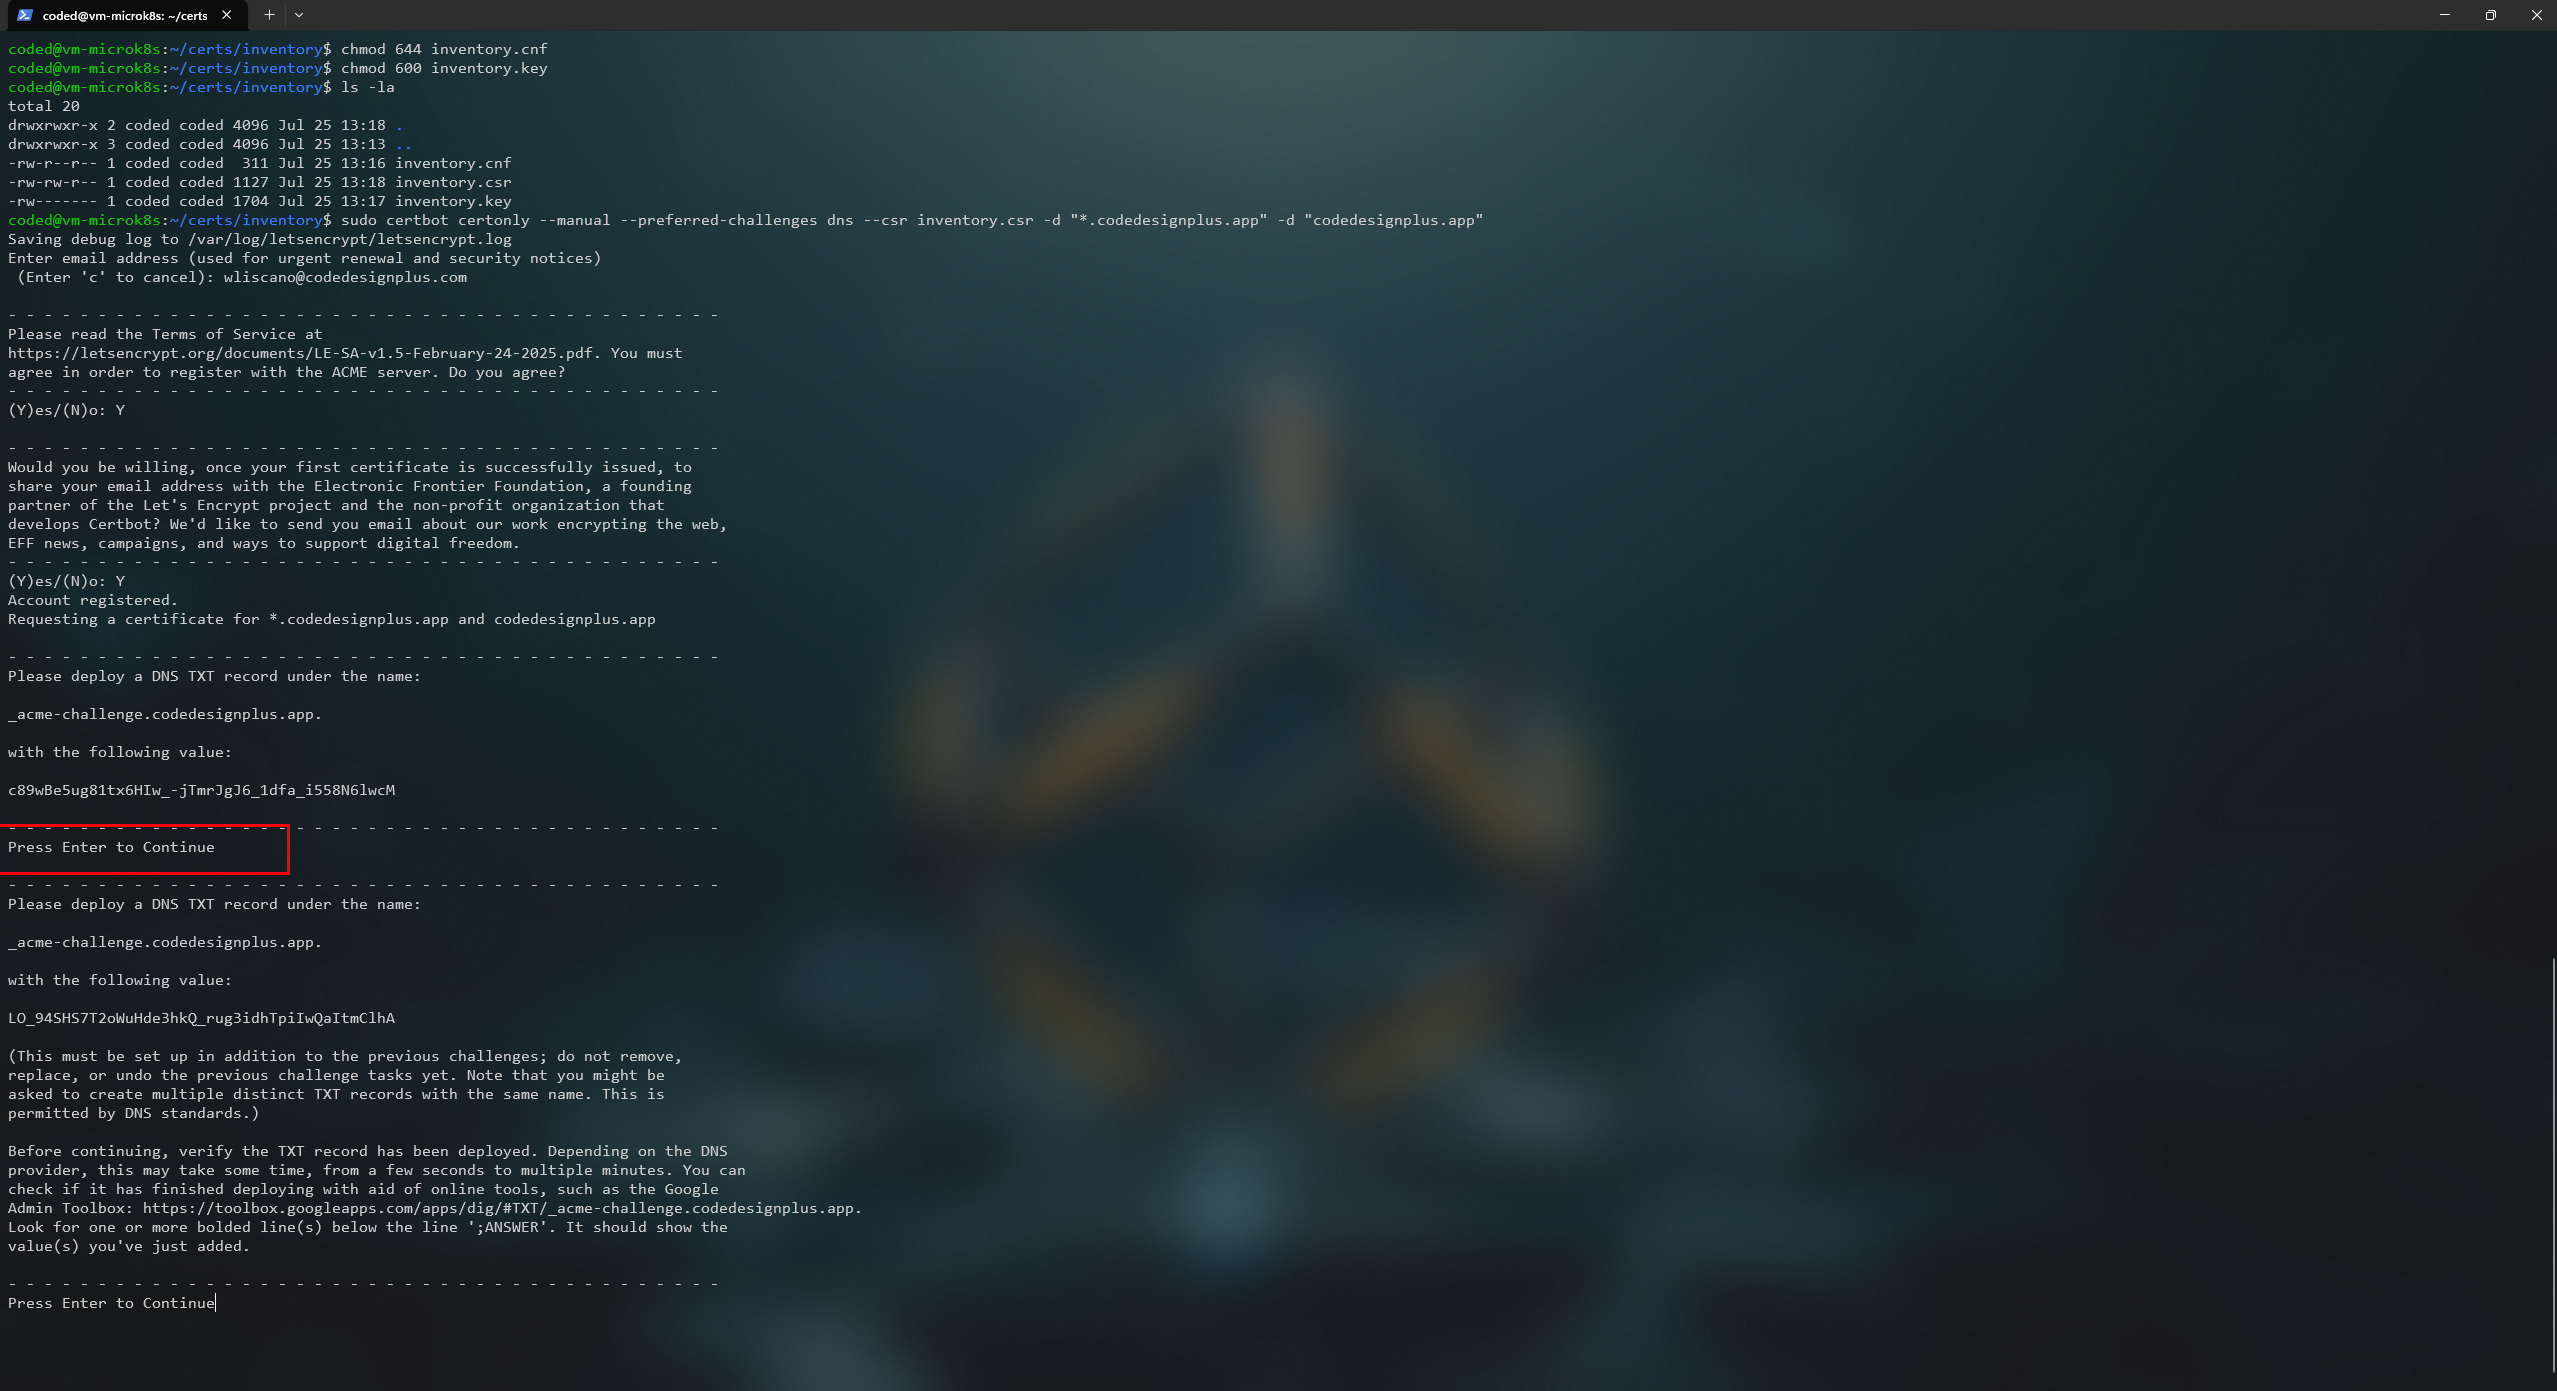 coded@vm-microk8s: ~/certs
coded@vm-microk8s:~/certs/inventory$ chmod 644 inventory.cnf
coded@vm-microk8s:~/certs/inventory$ chmod 600 inventory.key
coded@vm-microk8s:~/certs/inventory$ ls -la
total 20
drwxrwxr-x 2 coded coded 4096 Jul 25 13:18 .
drwxrwxr-x 3 coded coded 4096 Jul 25 13:13 ..
-rw-r--r-- 1 coded coded  311 Jul 25 13:16 inventory.cnf
-rw-rw-r-- 1 coded coded 1127 Jul 25 13:18 inventory.csr
-rw------- 1 coded coded 1704 Jul 25 13:17 inventory.key
coded@vm-microk8s:~/certs/inventory$ sudo certbot certonly --manual --preferred-challenges dns --csr inventory.csr -d "*.codedesignplus.app" -d "codedesignplus.app"
Saving debug log to /var/log/letsencrypt/letsencrypt.log
Enter email address (used for urgent renewal and security notices)
 (Enter 'c' to cancel): wliscano@codedesignplus.com
- - - - - - - - - - - - - - - - - - - - - - - - - - - - - - - - - - - - - - - -
Please read the Terms of Service at
https://letsencrypt.org/documents/LE-SA-v1.5-February-24-2025.pdf. You must
agree in order to register with the ACME server. Do you agree?
- - - - - - - - - - - - - - - - - - - - - - - - - - - - - - - - - - - - - - - -
(Y)es/(N)o: Y
- - - - - - - - - - - - - - - - - - - - - - - - - - - - - - - - - - - - - - - -
Would you be willing, once your first certificate is successfully issued, to
share your email address with the Electronic Frontier Foundation, a founding
partner of the Let's Encrypt project and the non-profit organization that
develops Certbot? We'd like to send you email about our work encrypting the web,
EFF news, campaigns, and ways to support digital freedom.
- - - - - - - - - - - - - - - - - - - - - - - - - - - - - - - - - - - - - - - -
(Y)es/(N)o: Y
Account registered.
Requesting a certificate for *.codedesignplus.app and codedesignplus.app
- - - - - - - - - - - - - - - - - - - - - - - - - - - - - - - - - - - - - - - -
Please deploy a DNS TXT record under the name:
_acme-challenge.codedesignplus.app.
with the following value:
c89wBe5ug81tx6HIw_-jTmrJgJ6_1dfa_i558N6lwcM
- - - - - - - - - - - - - - - - - - - - - - - - - - - - - - - - - - - - - - - -
Press Enter to Continue
- - - - - - - - - - - - - - - - - - - - - - - - - - - - - - - - - - - - - - - -
Please deploy a DNS TXT record under the name:
_acme-challenge.codedesignplus.app.
with the following value:
LO_94SHS7T2oWuHde3hkQ_rug3idhTpiIwQaItmClhA
(This must be set up in addition to the previous challenges; do not remove,
replace, or undo the previous challenge tasks yet. Note that you might be
asked to create multiple distinct TXT records with the same name. This is
permitted by DNS standards.)
Before continuing, verify the TXT record has been deployed. Depending on the DNS
provider, this may take some time, from a few seconds to multiple minutes. You can
check if it has finished deploying with aid of online tools, such as the Google
Admin Toolbox: https://toolbox.googleapps.com/apps/dig/#TXT/_acme-challenge.codedesignplus.app.
Look for one or more bolded line(s) below the line ';ANSWER'. It should show the
value(s) you've just added.
- - - - - - - - - - - - - - - - - - - - - - - - - - - - - - - - - - - - - - - -
Press Enter to Continue